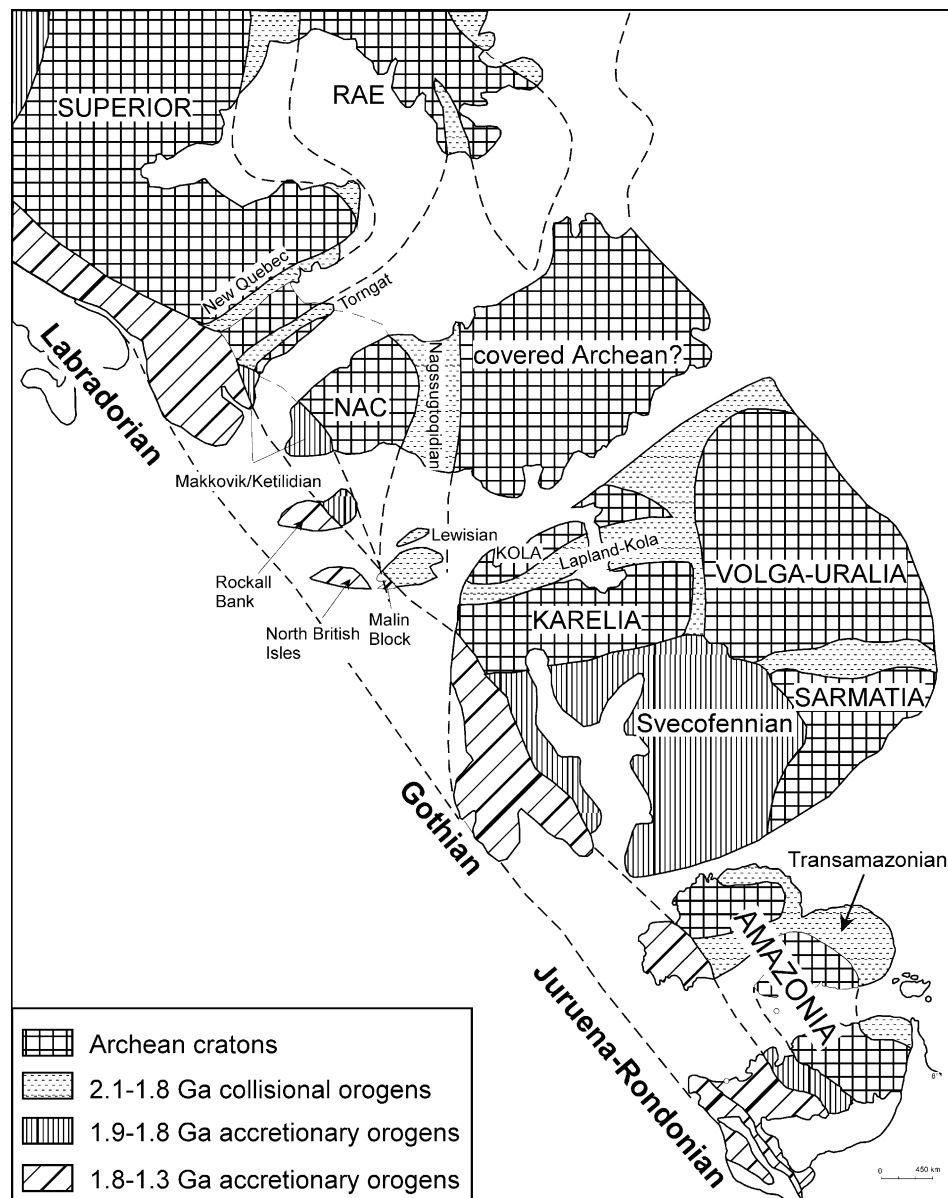 SUPERIOR
RAE
New Quebec
Torngat
covered Archean?
Labradorian
NAC
Nagssugtoqidian
Makkovik/Ketilidian
Lewisian
KOLA
Lapland-Kola
VOLGA-URALIA
Rockall
Bank
North British
Isles
Malin
Block
KARELIA
SARMATIA
Svecofennian
Gothian
Transamazonian
AMAZONIA
Juruena-Rondonian
Archean cratons
2.1-1.8 Ga collisional orogens
1.9-1.8 Ga accretionary orogens
1.8-1.3 Ga accretionary orogens
0 450 km